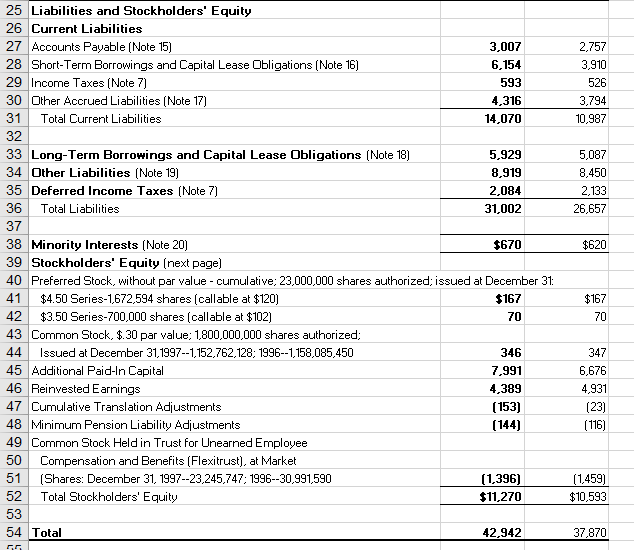 25 Liabilities and Stockholders' Equity
26 Current Liabilities
27 Accounts Payable (Note 15) 3,007 2,757
28 Short-Term Borrowings and Capital Lease Obligations (Note 16) 6,154 3,910
29 Income Taxes (Note 7) 593 526
30 Other Accrued Liabilities (Note 17) 4,316 3,794
31 Total Current Liabilities 14,070 10,987
32
33 Long-Term Borrowings and Capital Lease Obligations (Note 18) 5,929 5,087
34 Other Liabilities (Note 19) 8,919 8,450
35 Deferred Income Taxes (Note 7) 2,084 2,133
36 Total Liabilities 31,002 26,657
37
38 Minority Interests (Note 20) $670 $620
39 Stockholders' Equity (next page)
40 Preferred Stock, without par value - cumulative; 23,000,000 shares authorized; issued at December 31:
41 $4.50 Series-1,672,594 shares (callable at $120) $167 $167
42 $3.50 Series-700,000 shares (callable at $102) 70 70
43 Common Stock, $.30 par value; 1,800,000,000 shares authorized;
44 Issued at December 31,1997--1,152,762,128; 1996--1,158,085,450 346 347
45 Additional Paid-In Capital 7,991 6,676
46 Reinvested Earnings 4,389 4,931
47 Cumulative Translation Adjustments (153) (23)
48 Minimum Pension Liability Adjustments (144) (116)
49 Common Stock Held in Trust for Unearned Employee
50 Compensation and Benefits (Flexitrust), at Market
51 (Shares: December 31, 1997--23,245,747; 1996--30,991,590 (1,396) (1,459)
52 Total Stockholders' Equity $11,270 $10,593
53
54 Total 42,942 37,870
55